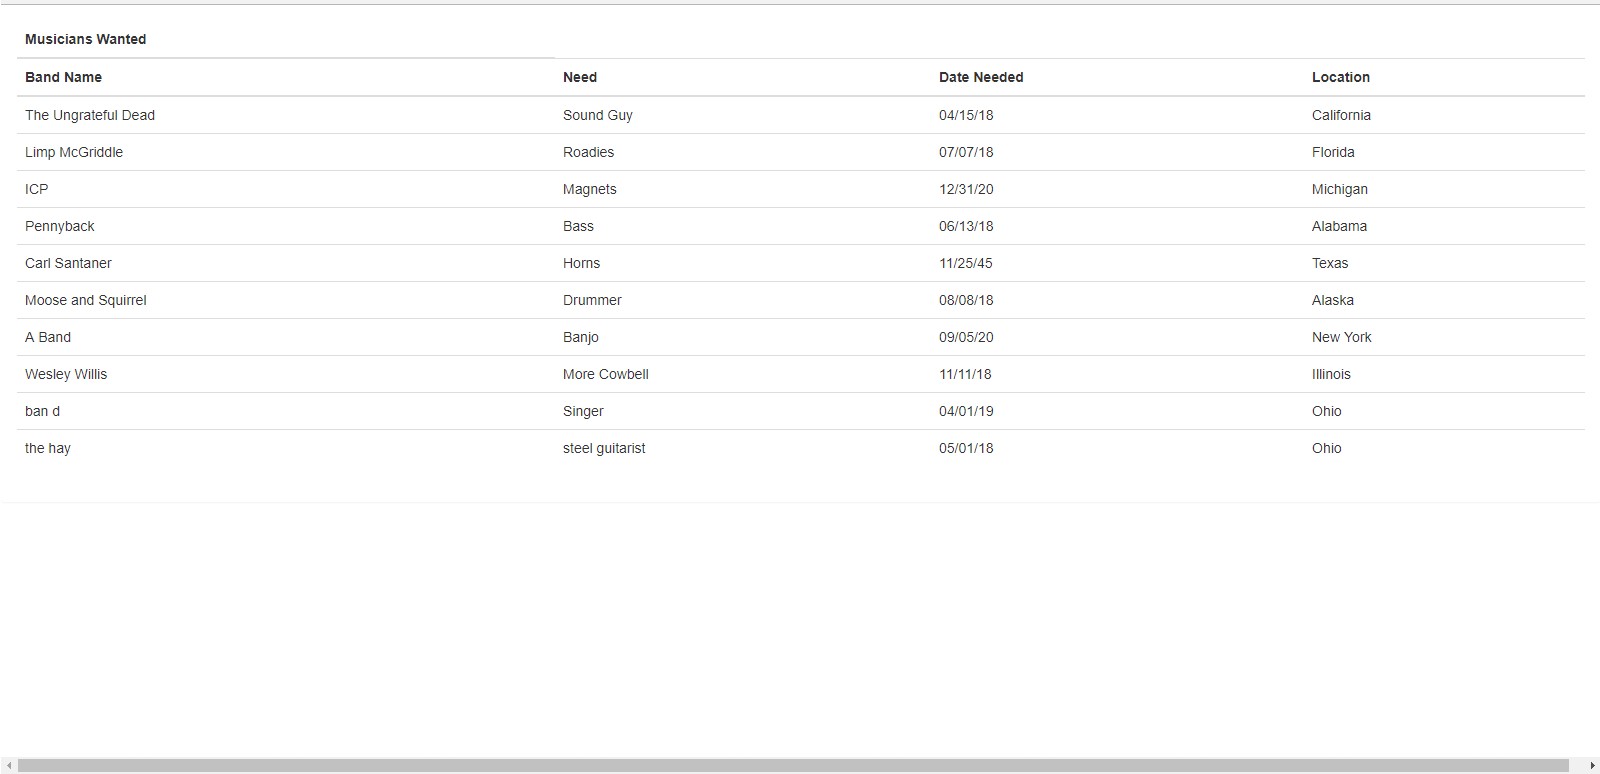 Musicians Wanted
Band Name Need Date Needed Location
The Ungrateful Dead Sound Guy 04/15/18 California
Limp McGriddle Roadies 07/07/18 Florida
ICP Magnets 12/31/20 Michigan
Pennyback Bass 06/13/18 Alabama
Carl Santaner Horns 11/25/45 Texas
Moose and Squirrel Drummer 08/08/18 Alaska
A Band Banjo 09/05/20 New York
Wesley Willis More Cowbell 11/11/18 Illinois
ban d Singer 04/01/19 Ohio
the hay steel guitarist 05/01/18 Ohio